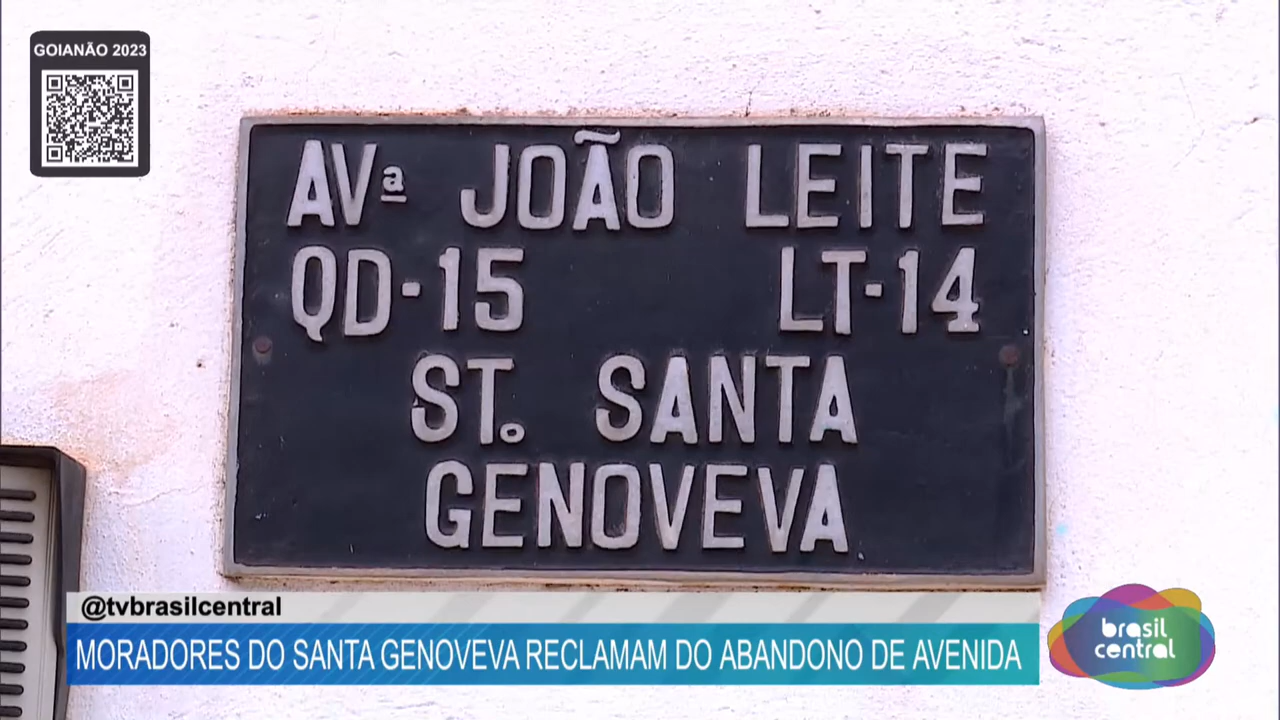 GOIANÃO 2023
AVª JOÃO LEITE
QD-15 LT-14
ST. SANTA
GENOVEVA
@tvbrasilcentral
MORADORES DO SANTA GENOVEVA RECLAMAM DO ABANDONO DE AVENIDA
brasil
central